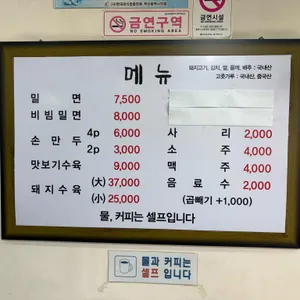 금연구역
NO SMOKING AREA
금연시설
메 뉴
돼지고기, 김치, 쌀, 육계, 배추 : 국내산
고춧가루 : 국내산, 중국산
밀 면 7,500
비빔밀면 8,000
손만두 4p 6,000
2p 3,000
맛보기수육 9,000
돼지수육 (大) 37,000
(小) 25,000
사 리 2,000
소 주 4,000
맥 주 4,000
음 료 수 2,000
(곱빼기 +1,000)
물, 커피는 셀프입니다
물과 커피는
셀프 입니다